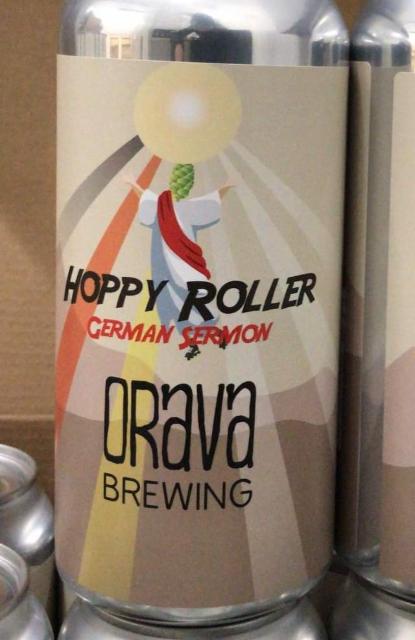 HOPPY ROLLER
GERMAN SERMON
ORAVA
BREWING